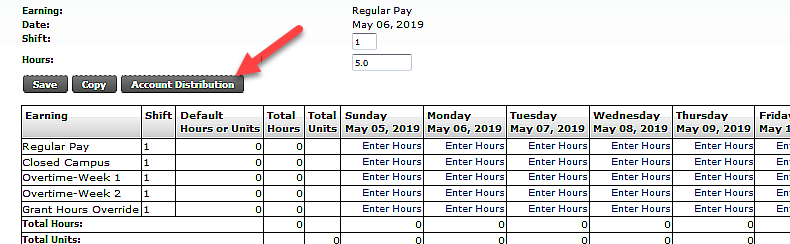 Earning: Regular Pay
Date: May 06, 2019
Shift: 1
Hours: 5.0
Save Copy Account Distribution
Earning Shift Default Hours or Units Total Hours Total Units Sunday May 05, 2019 Monday May 06, 2019 Tuesday May 07, 2019 Wednesday May 08, 2019 Thursday May 09, 2019 Friday May 1
Regular Pay 1 0 0 Enter Hours Enter Hours Enter Hours Enter Hours Enter Hours En
Closed Campus 1 0 0 Enter Hours Enter Hours Enter Hours Enter Hours Enter Hours En
Overtime-Week 1 1 0 0 Enter Hours Enter Hours Enter Hours Enter Hours Enter Hours En
Overtime-Week 2 1 0 0 Enter Hours Enter Hours Enter Hours Enter Hours Enter Hours En
Grant Hours Override 1 0 0 Enter Hours Enter Hours Enter Hours Enter Hours Enter Hours En
Total Hours: 0 0 0 0 0 0
Total Units: 0 0 0 0 0 0